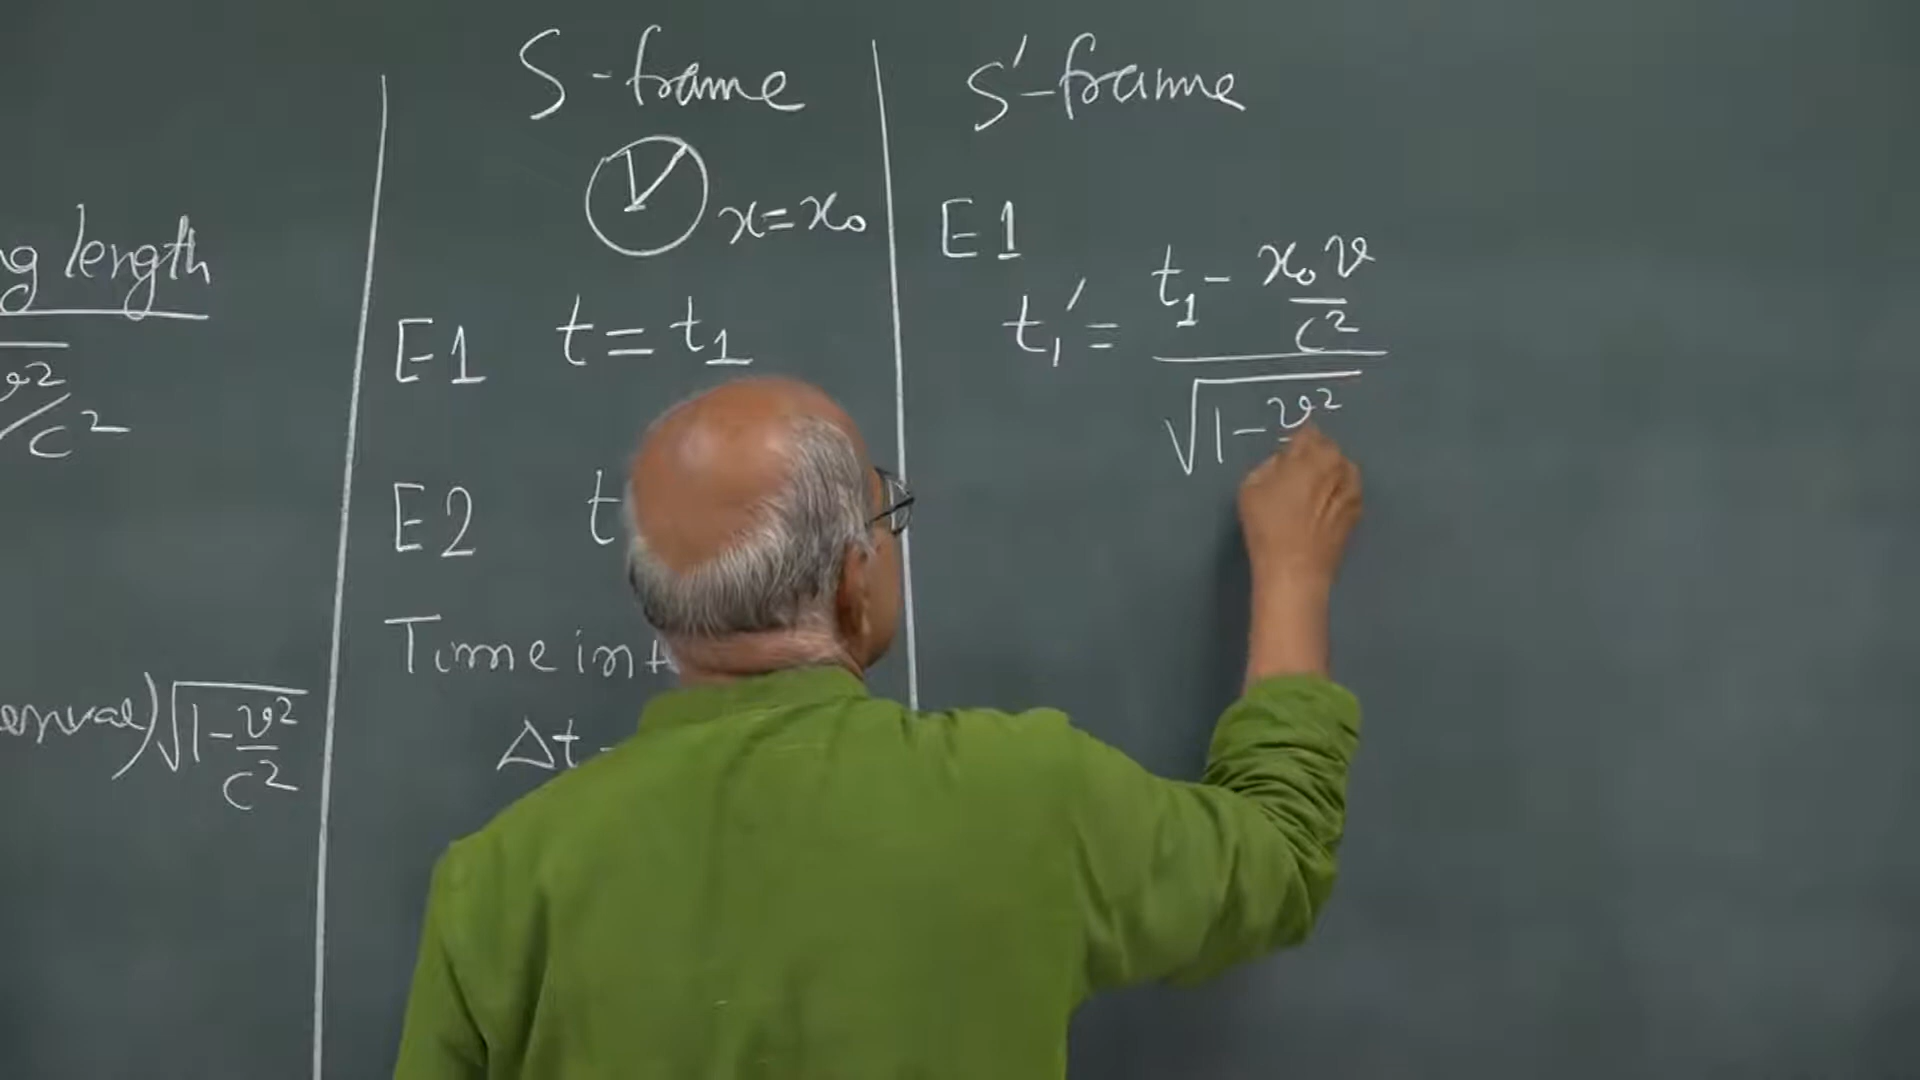 g length
v²/c²
erval)√1-v²/c²
S-frame
x=x₀
E1 t=t₁
E2 t
Time int
Δt
S'-frame
E1
t₁' = t₁ - x₀v/c² / √1-v²